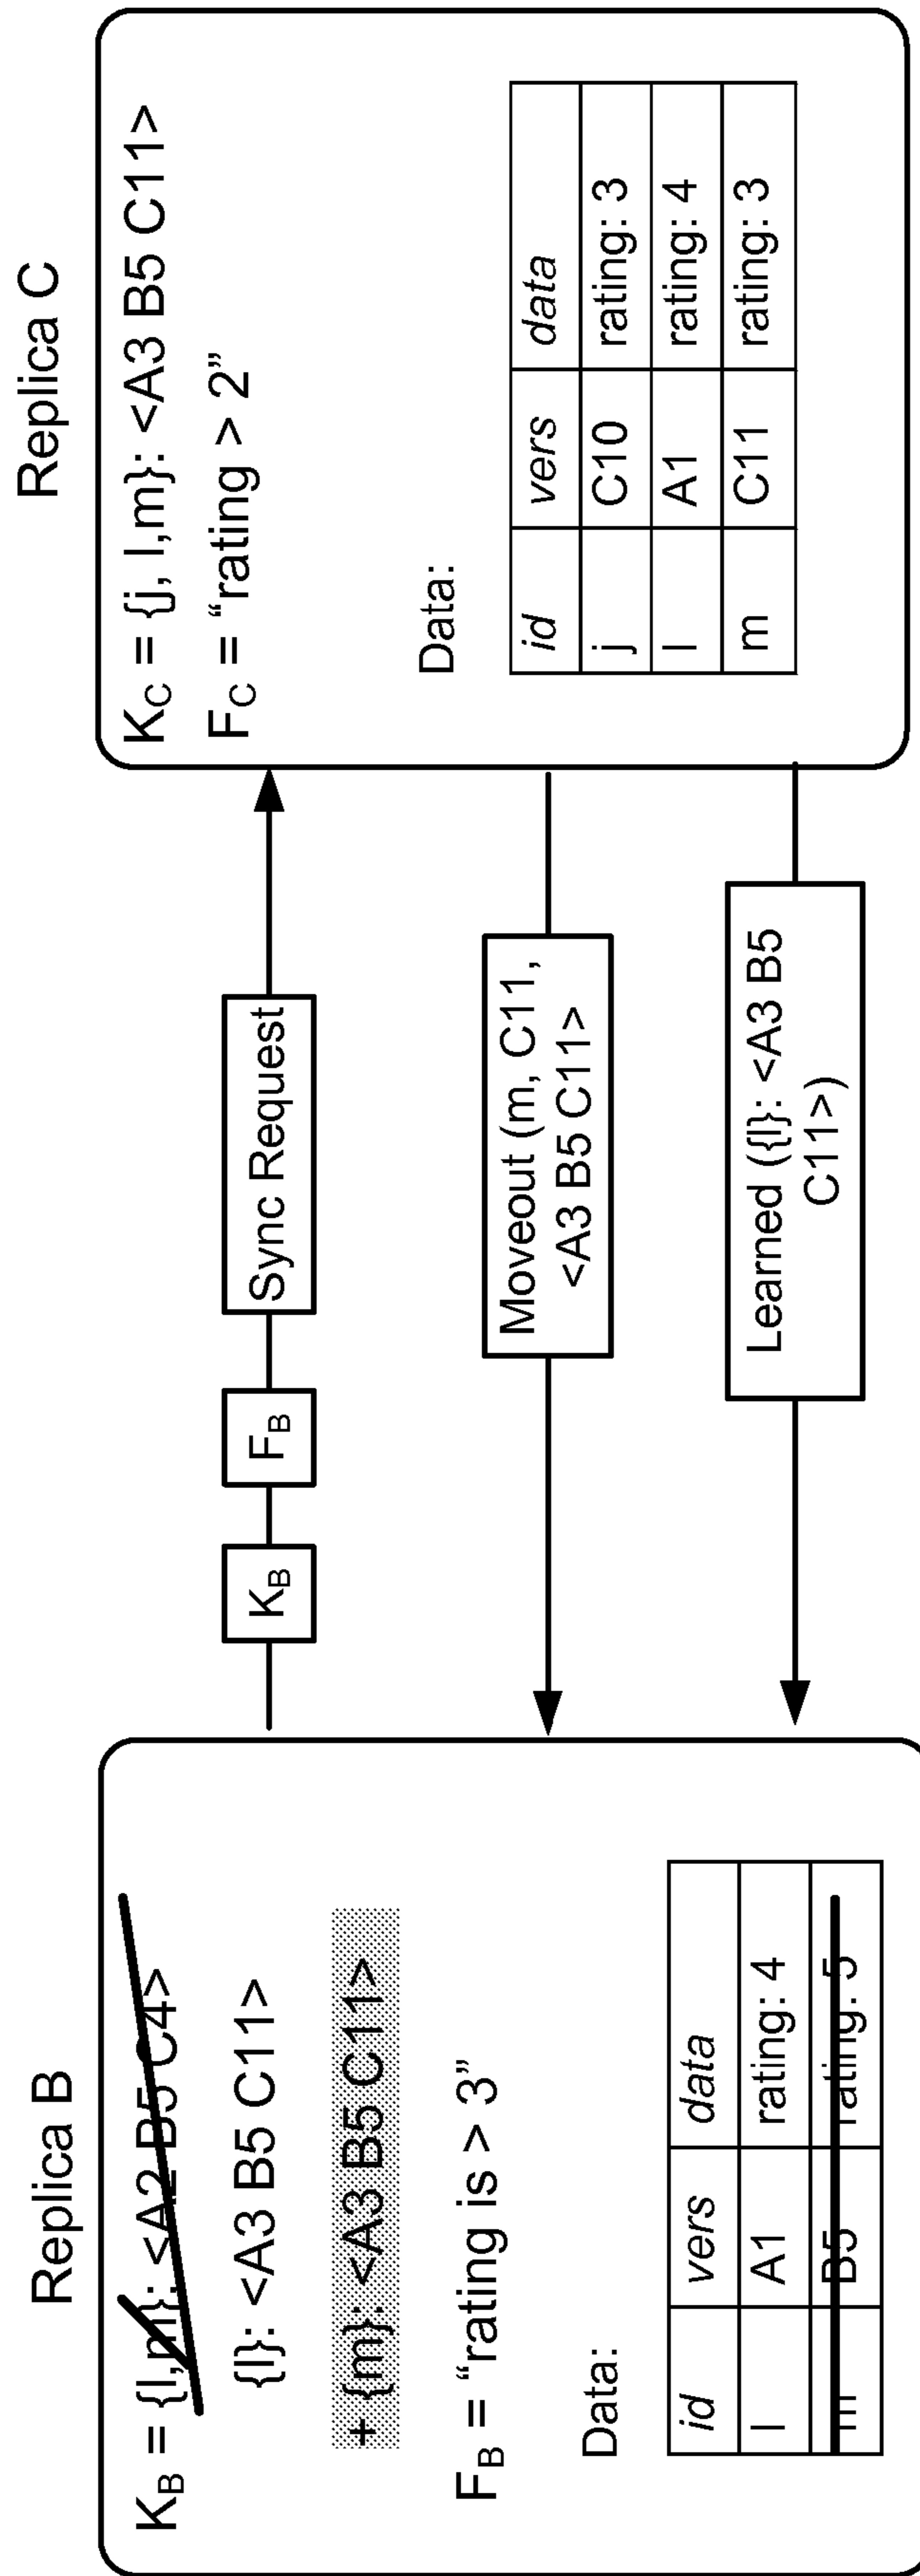 Replica B
K_B = {l,m}: <A2 B5 C4>
{l}: <A3 B5 C11>
+ {m}: <A3 B5 C11>
F_B = “rating is > 3”
Data:
id vers data
l A1 rating: 4
m B5 rating: 5
K_B
F_B
Sync Request
Moveout (m, C11,
<A3 B5 C11>
Learned ({l}: <A3 B5
C11>)
Replica C
K_C = {j, l,m}: <A3 B5 C11>
F_C = “rating > 2”
Data:
id vers data
j C10 rating: 3
l A1 rating: 4
m C11 rating: 3